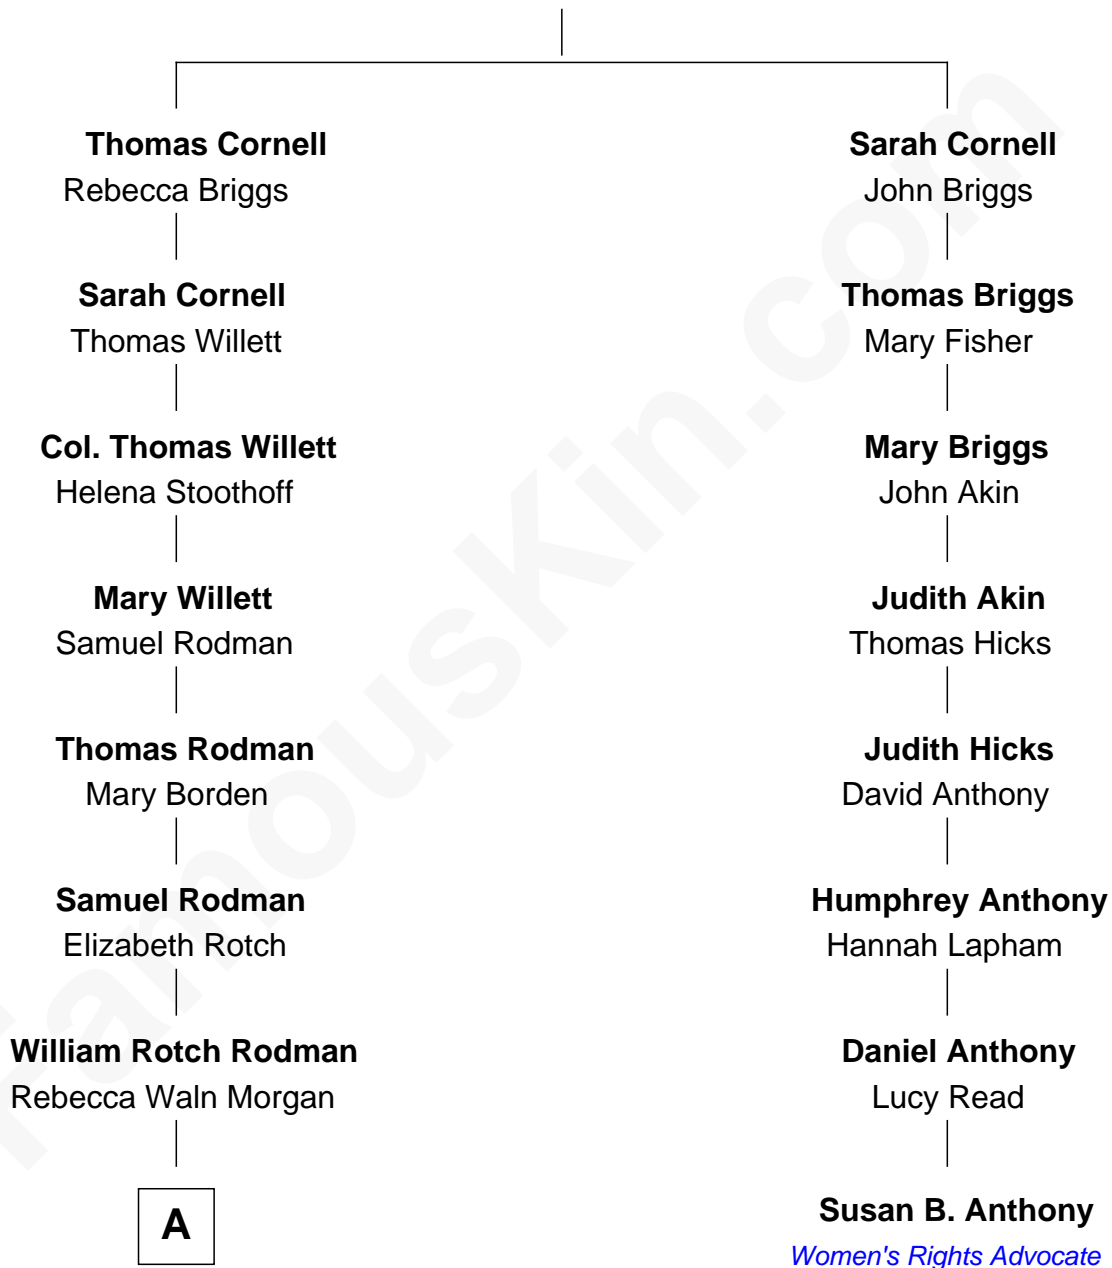 Thomas Cornell
Rebecca Briggs
Sarah Cornell
Thomas Willett
Col. Thomas Willett
Helena Stoothoff
Mary Willett
Samuel Rodman
Thomas Rodman
Mary Borden
Samuel Rodman
Elizabeth Rotch
William Rotch Rodman
Rebecca Waln Morgan
A
Sarah Cornell
John Briggs
Thomas Briggs
Mary Fisher
Mary Briggs
John Akin
Judith Akin
Thomas Hicks
Judith Hicks
David Anthony
Humphrey Anthony
Hannah Lapham
Daniel Anthony
Lucy Read
Susan B. Anthony
Women's Rights Advocate
FamousKin.com